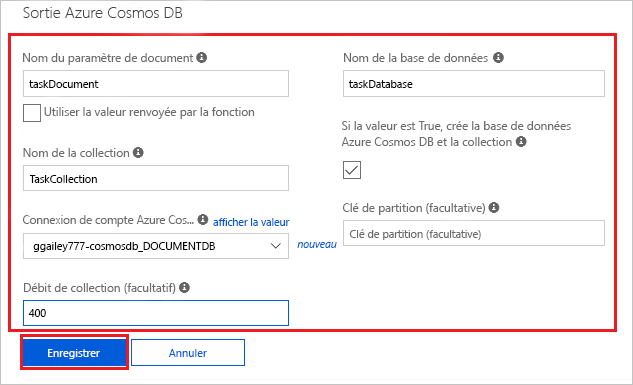 Sortie Azure Cosmos DB
Nom du paramètre de document
taskDocument
Utiliser la valeur renvoyée par la fonction
Nom de la collection
TaskCollection
Connexion de compte Azure Cos... afficher la valeur
ggailey777-cosmosdb_DOCUMENTDB
nouveau
Débit de collection (facultatif)
400
Nom de la base de données
taskDatabase
Si la valeur est True, crée la base de données
Azure Cosmos DB et la collection
Clé de partition (facultative)
Clé de partition (facultative)
Enregistrer
Annuler